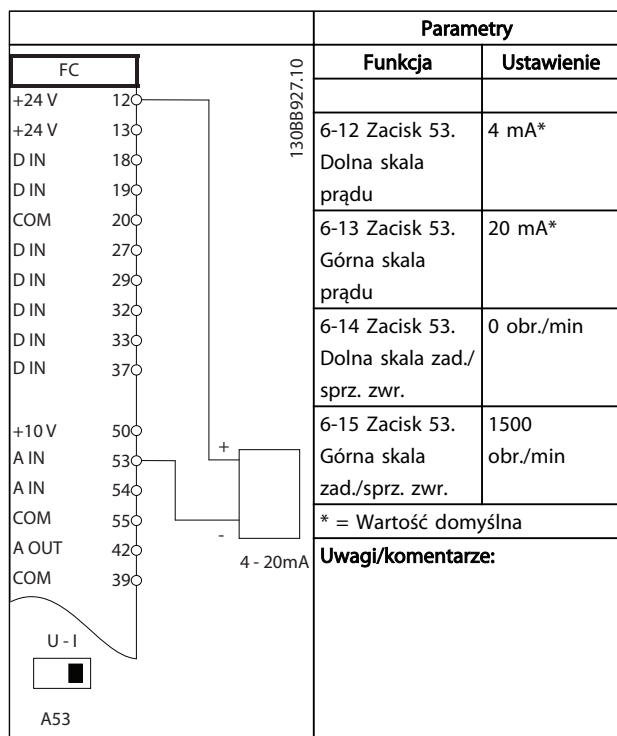 Parametry
Funkcja Ustawienie
6-12 Zacisk 53. 4 mA*
Dolna skala
prądu
6-13 Zacisk 53. 20 mA*
Górna skala
prądu
6-14 Zacisk 53. 0 obr./min
Dolna skala zad./
sprz. zwr.
6-15 Zacisk 53. 1500
Górna skala obr./min
zad./sprz. zwr.
* = Wartość domyślna
Uwagi/komentarze:
FC
+24 V 12
+24 V 13
D IN 18
D IN 19
COM 20
D IN 27
D IN 29
D IN 32
D IN 33
D IN 37
+10 V 50
A IN 53
A IN 54
COM 55
A OUT 42
COM 39
+
-
4 - 20mA
U - I
A53
130BB927.10